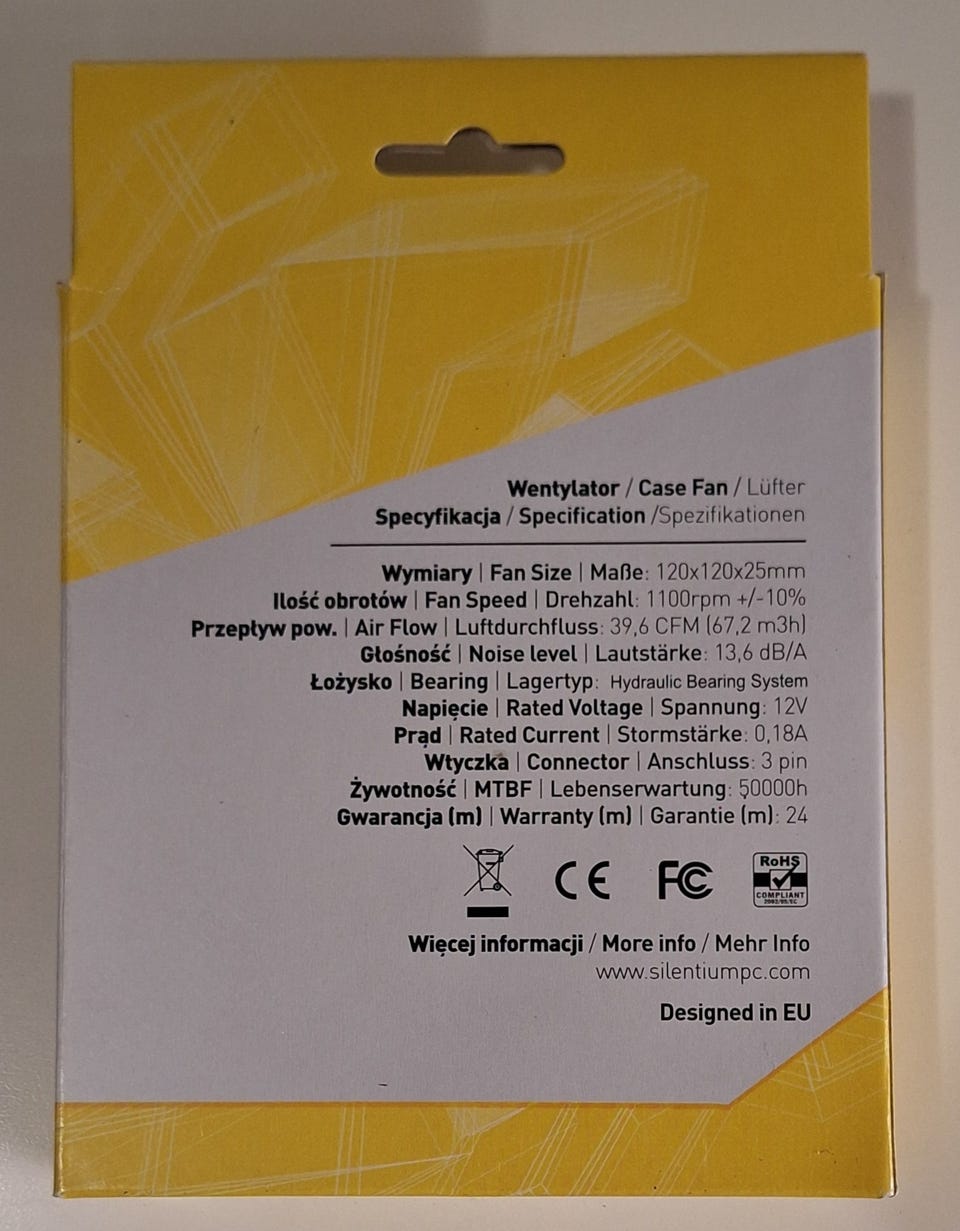 Wentylator / Case Fan / Lüfter
Specyfikacja / Specification /Spezifikationen
Wymiary | Fan Size | Maße: 120x120x25mm
Ilość obrotów | Fan Speed | Drehzahl: 1100rpm +/-10%
Przepływ pow. | Air Flow | Luftdurchfluss: 39,6 CFM (67,2 m3h)
Głośność | Noise level | Lautstärke: 13,6 dB/A
Łożysko | Bearing | Lagertyp: Hydraulic Bearing System
Napięcie | Rated Voltage | Spannung: 12V
Prąd | Rated Current | Stormstärke: 0,18A
Wtyczka | Connector | Anschluss: 3 pin
Żywotność | MTBF | Lebenserwartung: 50000h
Gwarancja (m) | Warranty (m) | Garantie (m): 24
CE FC RoHS
COMPLIANT
2002/95/EC
Więcej informacji / More info / Mehr Info
www.silentiumpc.com
Designed in EU